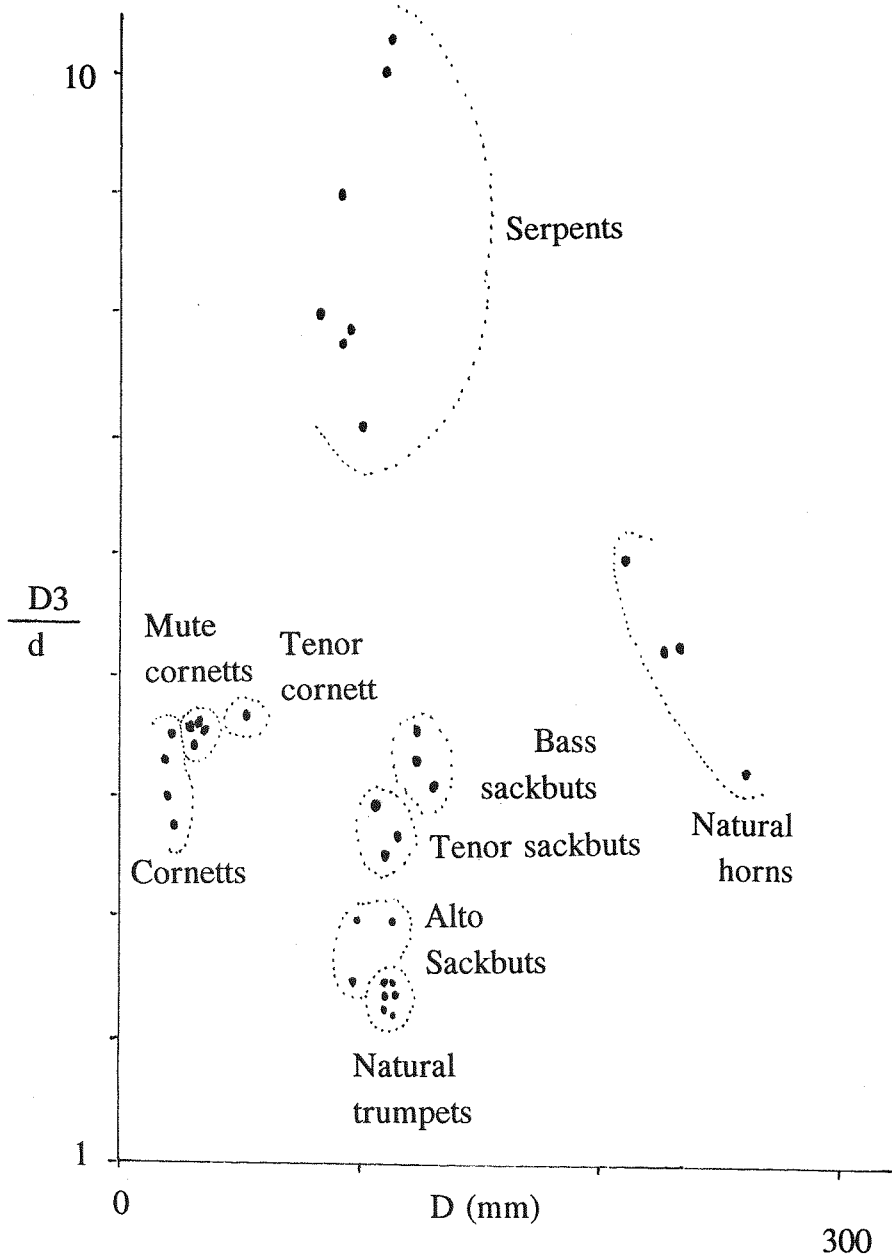 10
Serpents
D3
d
Mute
cornetts
Tenor
cornett
Bass
sackbuts
Tenor sackbuts
Natural
horns
Cornetts
Alto
Sackbuts
Natural
trumpets
1
0
D (mm)
300